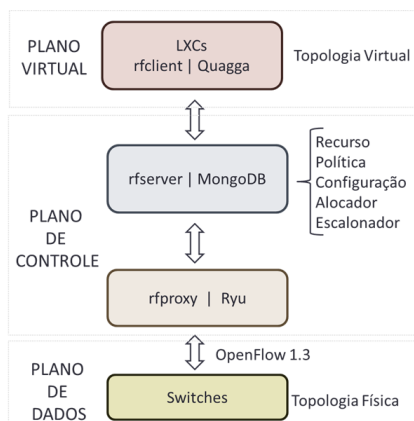 PLANO
VIRTUAL
LXCs
rfclient | Quagga
Topologia Virtual
PLANO
DE
CONTROLE
rfserver | MongoDB
Recurso
Política
Configuração
Alocador
Escalonador
rfproxy | Ryu
OpenFlow 1.3
PLANO
DE
DADOS
Switches
Topologia Física